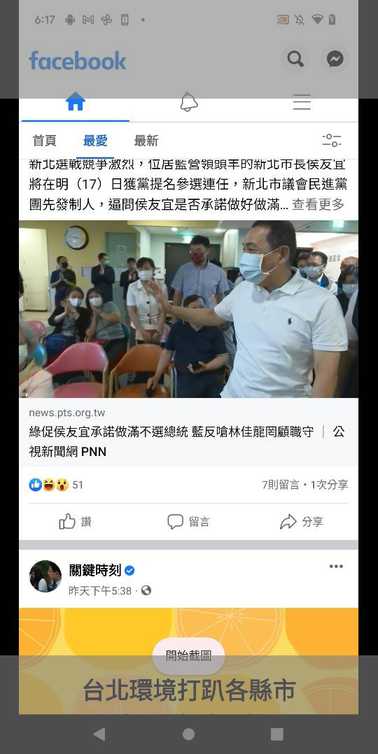 6:17
facebook
首頁 最愛 最新
新北選戰競爭激烈，位居監營領頭羊的新北市長侯友宜
將在明（17）日獲黨提名參選連任，新北市議會民進黨
團先發制人，逼問侯友宜是否承諾做好做滿... 查看更多
news.pts.org.tw
綠促侯友宜承諾做滿不選總統 藍反嗆林佳龍罔顧職守 ｜ 公
視新聞網 PNN
51 7則留言・1次分享
讚 留言 分享
關鍵時刻
昨天下午5:38 ·
開始截圖
台北環境打趴各縣市